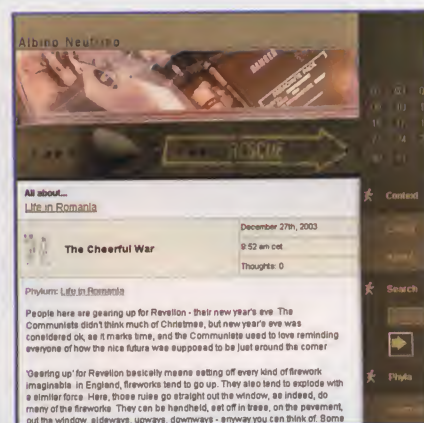 Albino Neutrino
DANGER
RESCUE
All about...
Life in Romania
The Cheerful War
December 27th, 2003
9:52 am cet
Thoughts: 0
Phylum: Life in Romania
People here are gearing up for Revelion - their new year's eve. The
Communists didn't think much of Christmas, but new year's eve was
considered ok, as it marks time, and the Communists used to love reminding
everyone of how the nice future was supposed to be just around the corner
'Gearing up' for Revelion basically means setting off every kind of firework
imaginable. In England, fireworks tend to go up. They also tend to explode with
a similar force. Here, those rules go straight out the window, as indeed, do
many of the fireworks. They can be handheld, set off in trees, on the pavement,
out the window, sideways, upways, downways - anyway you can think of. Some
Context
Search
Phyla